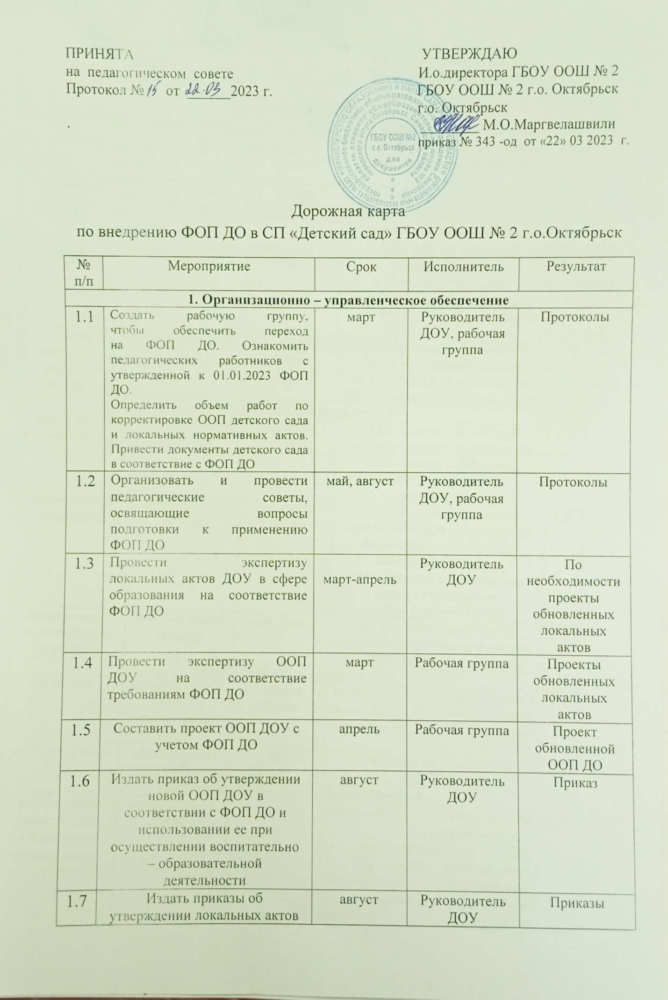 ПРИНЯТА
на педагогическом совете
Протокол № 15 от 22.03 2023 г.
УТВЕРЖДАЮ
И.о.директора ГБОУ ООШ № 2
ГБОУ ООШ № 2 г.о. Октябрьск
г.о. Октябрьск
М.О.Маргвелашвили
приказ № 343 -од от «22» 03 2023 г.
ГБОУ ООШ №2
г.о. Октябрьск
для
документов
ОГРН 1116325002518 ИНН 6325003647
Дорожная карта
по внедрению ФОП ДО в СП «Детский сад» ГБОУ ООШ № 2 г.о.Октябрьск
№
п/п
Мероприятие
Срок
Исполнитель
Результат
1. Организационно – управленческое обеспечение
1.1
Создать рабочую группу,
чтобы обеспечить переход
на ФОП ДО. Ознакомить
педагогических работников с
утвержденной к 01.01.2023 ФОП
ДО.
Определить объем работ по
корректировке ООП детского сада
и локальных нормативных актов.
Привести документы детского сада
в соответствие с ФОП ДО
март
Руководитель
ДОУ, рабочая
группа
Протоколы
1.2
Организовать и провести
педагогические советы,
освящающие вопросы
подготовки к применению
ФОП ДО
май, август
Руководитель
ДОУ, рабочая
группа
Протоколы
1.3
Провести экспертизу
локальных актов ДОУ в сфере
образования на соответствие
ФОП ДО
март-апрель
Руководитель
ДОУ
По
необходимости
проекты
обновленных
локальных
актов
1.4
Провести экспертизу ООП
ДОУ на соответствие
требованиям ФОП ДО
март
Рабочая группа
Проекты
обновленных
локальных
актов
1.5
Составить проект ООП ДОУ с
учетом ФОП ДО
апрель
Рабочая группа
Проект
обновленной
ООП ДО
1.6
Издать приказ об утверждении
новой ООП ДОУ в
соответствии с ФОП ДО и
использовании ее при
осуществлении воспитательно
– образовательной
деятельности
август
Руководитель
ДОУ
Приказ
1.7
Издать приказы об
утверждении локальных актов
август
Руководитель
ДОУ
Приказы